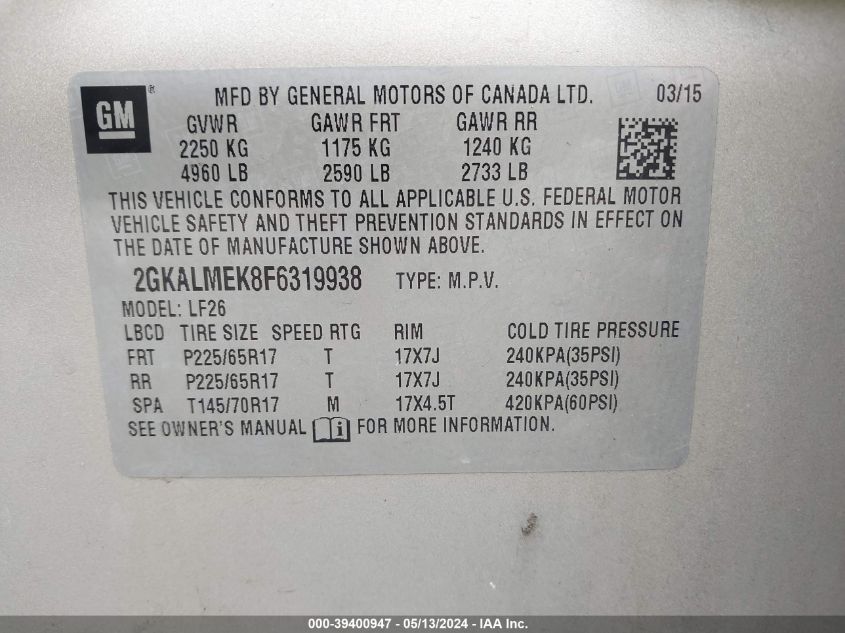 GM ®
MFD BY GENERAL MOTORS OF CANADA LTD. 03/15
GVWR GAWR FRT GAWR RR
2250 KG 1175 KG 1240 KG
4960 LB 2590 LB 2733 LB
THIS VEHICLE CONFORMS TO ALL APPLICABLE U.S. FEDERAL MOTOR
VEHICLE SAFETY AND THEFT PREVENTION STANDARDS IN EFFECT ON
THE DATE OF MANUFACTURE SHOWN ABOVE.
2GKALMEK8F6319938 TYPE: M.P.V.
MODEL: LF26
LBCD TIRE SIZE SPEED RTG RIM COLD TIRE PRESSURE
FRT P225/65R17 T 17X7J 240KPA(35PSI)
RR P225/65R17 T 17X7J 240KPA(35PSI)
SPA T145/70R17 M 17X4.5T 420KPA(60PSI)
SEE OWNER'S MANUAL i FOR MORE INFORMATION.
000-39400947 - 05/13/2024 - IAA Inc.